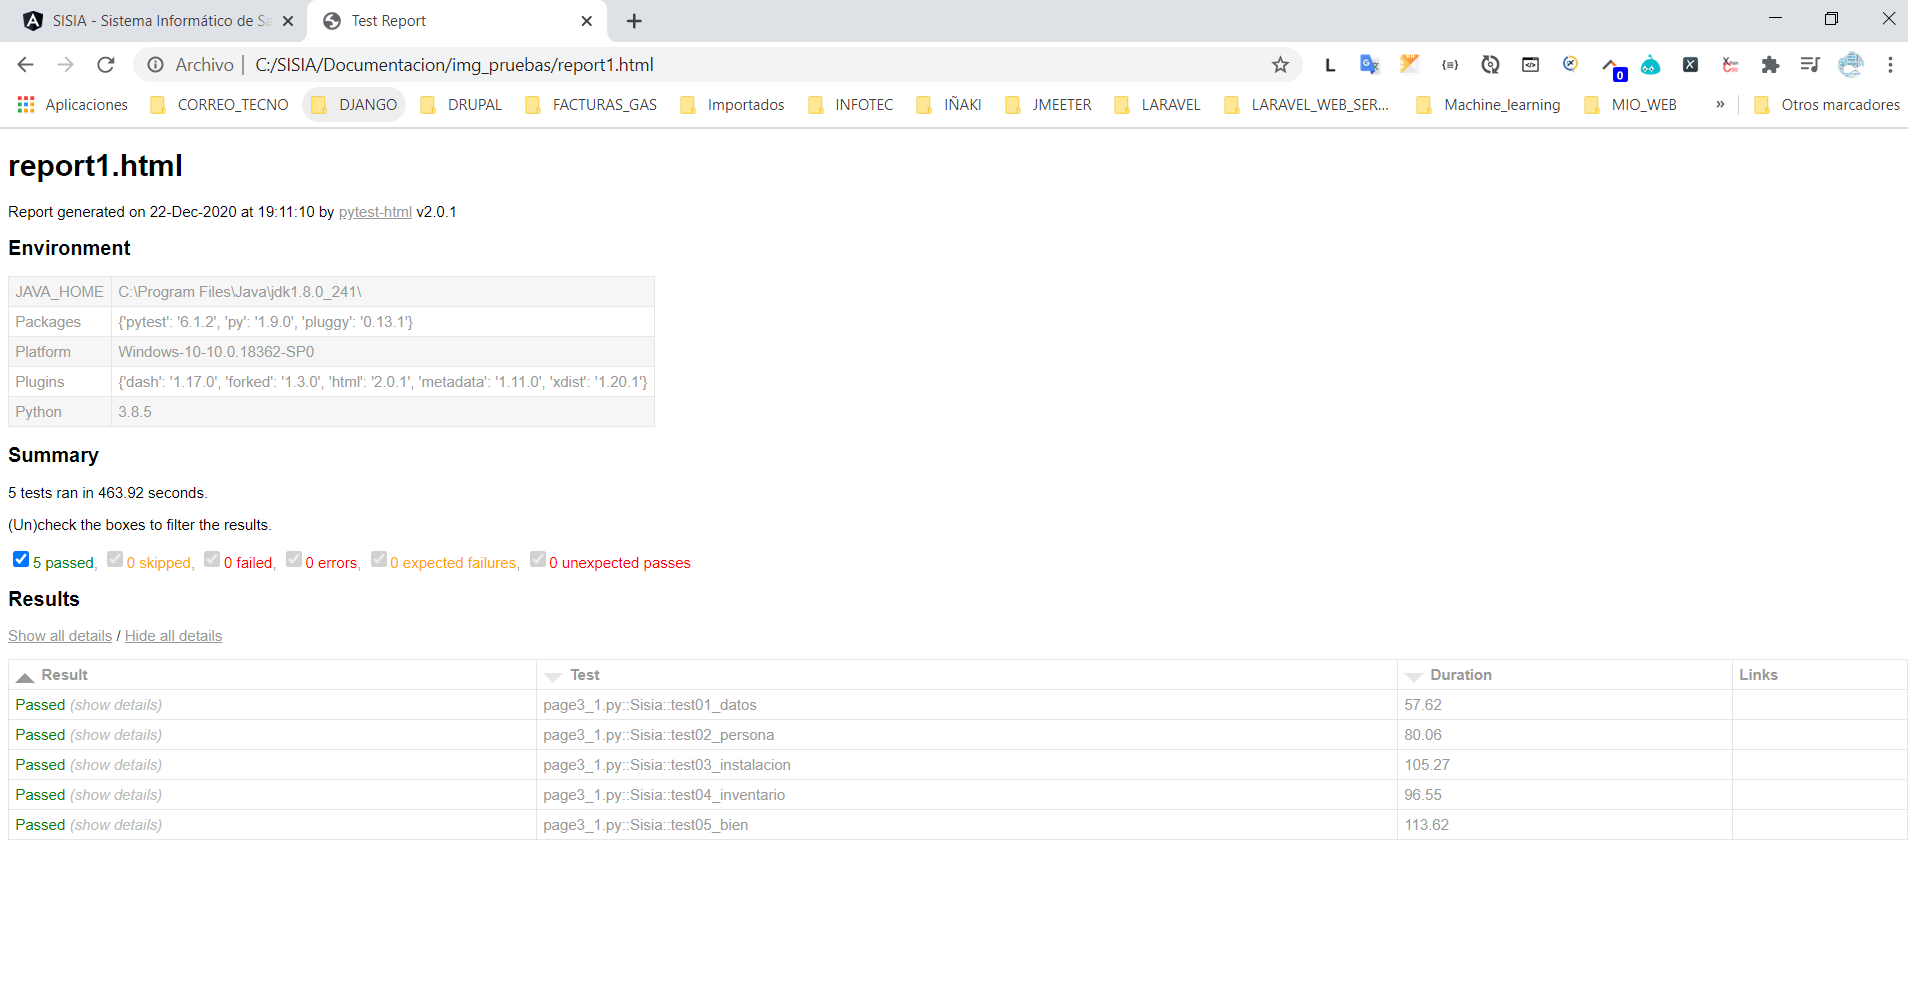 SISIA - Sistema Informático de Sa
Test Report
Archivo | C:/SISIA/Documentacion/img_pruebas/report1.html
L
0
Aplicaciones CORREO_TECNO DJANGO DRUPAL FACTURAS_GAS Importados INFOTEC IÑAKI JMEETER LARAVEL LARAVEL_WEB_SER... Machine_learning MIO_WEB » Otros marcadores
report1.html
Report generated on 22-Dec-2020 at 19:11:10 by pytest-html v2.0.1
Environment
JAVA_HOME C:\Program Files\Java\jdk1.8.0_241\
Packages {'pytest': '6.1.2', 'py': '1.9.0', 'pluggy': '0.13.1'}
Platform Windows-10-10.0.18362-SP0
Plugins {'dash': '1.17.0', 'forked': '1.3.0', 'html': '2.0.1', 'metadata': '1.11.0', 'xdist': '1.20.1'}
Python 3.8.5
Summary
5 tests ran in 463.92 seconds.
(Un)check the boxes to filter the results.
5 passed, 0 skipped, 0 failed, 0 errors, 0 expected failures, 0 unexpected passes
Results
Show all details / Hide all details
Result Test Duration Links
Passed (show details) page3_1.py::Sisia::test01_datos 57.62
Passed (show details) page3_1.py::Sisia::test02_persona 80.06
Passed (show details) page3_1.py::Sisia::test03_instalacion 105.27
Passed (show details) page3_1.py::Sisia::test04_inventario 96.55
Passed (show details) page3_1.py::Sisia::test05_bien 113.62